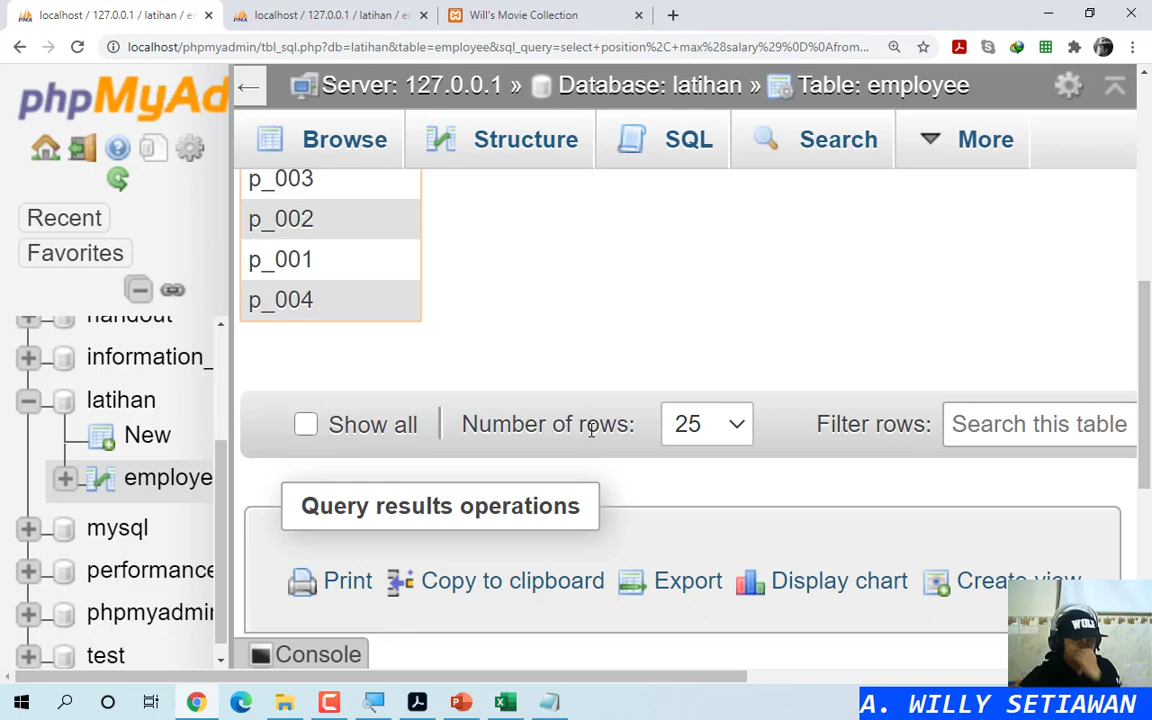 localhost / 127.0.0.1 / latihan / e
localhost / 127.0.0.1 / latihan / e
Will's Movie Collection
localhost/phpmyadmin/tbl_sql.php?db=latihan&table=employee&sql_query=select+position%2C+max%28salary%29%0D%0Afrom...
phpMyAd
Server: 127.0.0.1 » Database: latihan » Table: employee
Browse Structure SQL Search More
Recent
Favorites
handout
information_
latihan
New
employe
mysql
performance
phpmyadmin
test
p_003
p_002
p_001
p_004
Show all Number of rows: 25 Filter rows: Search this table
Query results operations
Print Copy to clipboard Export Display chart Create view
Console
WOLF
A. WILLY SETIAWAN